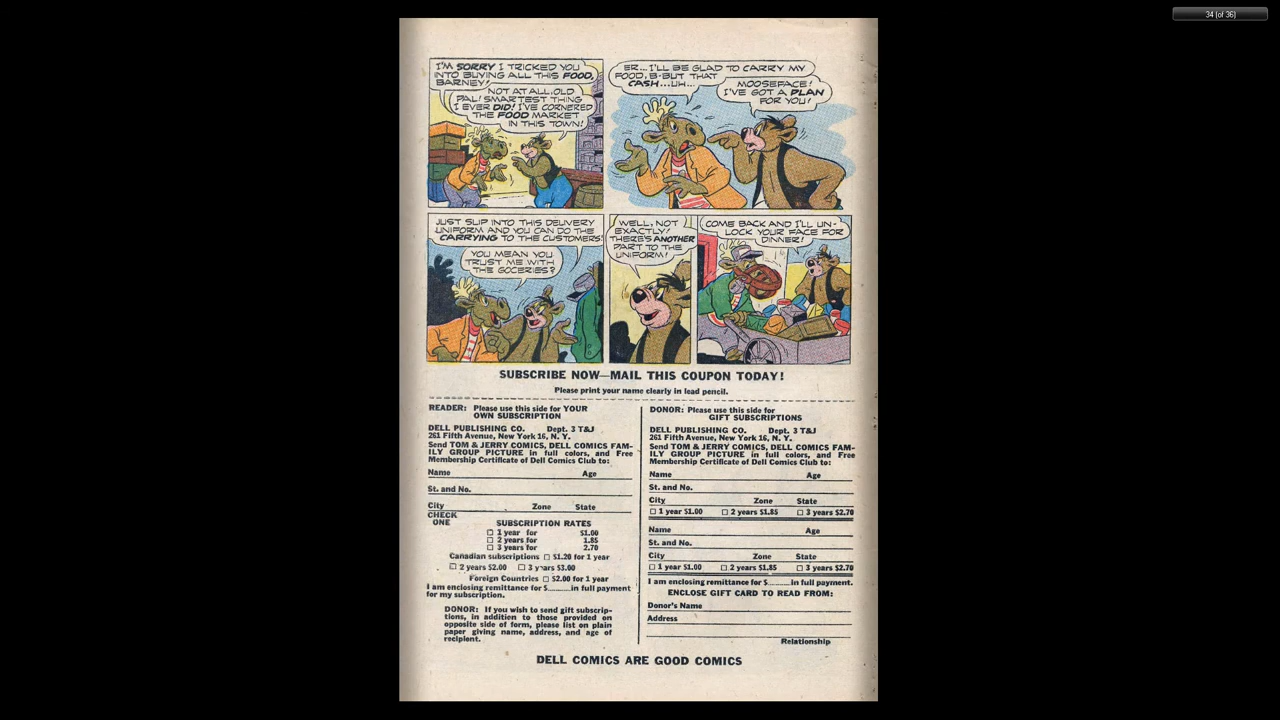 34 (of 36)
I'M SORRY I TRICKED YOU
INTO BUYING ALL THIS FOOD,
BARNEY!
NOT AT ALL, OLD
PAL! SMARTEST THING
I EVER DID! I'VE CORNERED
THE FOOD MARKET
IN THIS TOWN!
ER... I'LL BE GLAD TO CARRY MY
FOOD, B-BUT THAT
CASH...UH...
MOOSEFACE!
I'VE GOT A PLAN
FOR YOU!
JUST SLIP INTO THIS DELIVERY
UNIFORM AND YOU CAN DO THE
CARRYING TO THE CUSTOMERS!
YOU MEAN YOU
TRUST ME WITH
THE GOCERIES?
WELL, NOT
EXACTLY!
THERE'S ANOTHER
PART TO THE
UNIFORM!
COME BACK AND I'LL UN-
LOCK YOUR FACE FOR
DINNER!
SUBSCRIBE NOW—MAIL THIS COUPON TODAY!
Please print your name clearly in lead pencil.
READER: Please use this side for YOUR
OWN SUBSCRIPTION
DELL PUBLISHING CO. Dept. 3 T&J
261 Fifth Avenue, New York 16, N. Y.
Send TOM & JERRY COMICS, DELL COMICS FAM-
ILY GROUP PICTURE in full colors, and Free
Membership Certificate of Dell Comics Club to:
Name Age
St. and No.
City Zone State
CHECK
ONE SUBSCRIPTION RATES
☐ 1 year for $1.00
☐ 2 years for 1.85
☐ 3 years for 2.70
Canadian subscriptions ☐ $1.20 for 1 year
☐ 2 years $2.00 ☐ 3 years $3.00
Foreign Countries ☐ $2.00 for 1 year
I am enclosing remittance for $..........in full payment
for my subscription.
DONOR: If you wish to send gift subscrip-
tions, in addition to those provided on
opposite side of form, please list on plain
paper giving name, address, and age of
recipient.
DONOR: Please use this side for
GIFT SUBSCRIPTIONS
DELL PUBLISHING CO. Dept. 3 T&J
261 Fifth Avenue, New York 16, N. Y.
Send TOM & JERRY COMICS, DELL COMICS FAM-
ILY GROUP PICTURE in full colors, and Free
Membership Certificate of Dell Comics Club to:
Name Age
St. and No.
City Zone State
☐ 1 year $1.00 ☐ 2 years $1.85 ☐ 3 years $2.70
Name Age
St. and No.
City Zone State
☐ 1 year $1.00 ☐ 2 years $1.85 ☐ 3 years $2.70
I am enclosing remittance for $..........in full payment.
ENCLOSE GIFT CARD TO READ FROM:
Donor's Name
Address
Relationship
DELL COMICS ARE GOOD COMICS